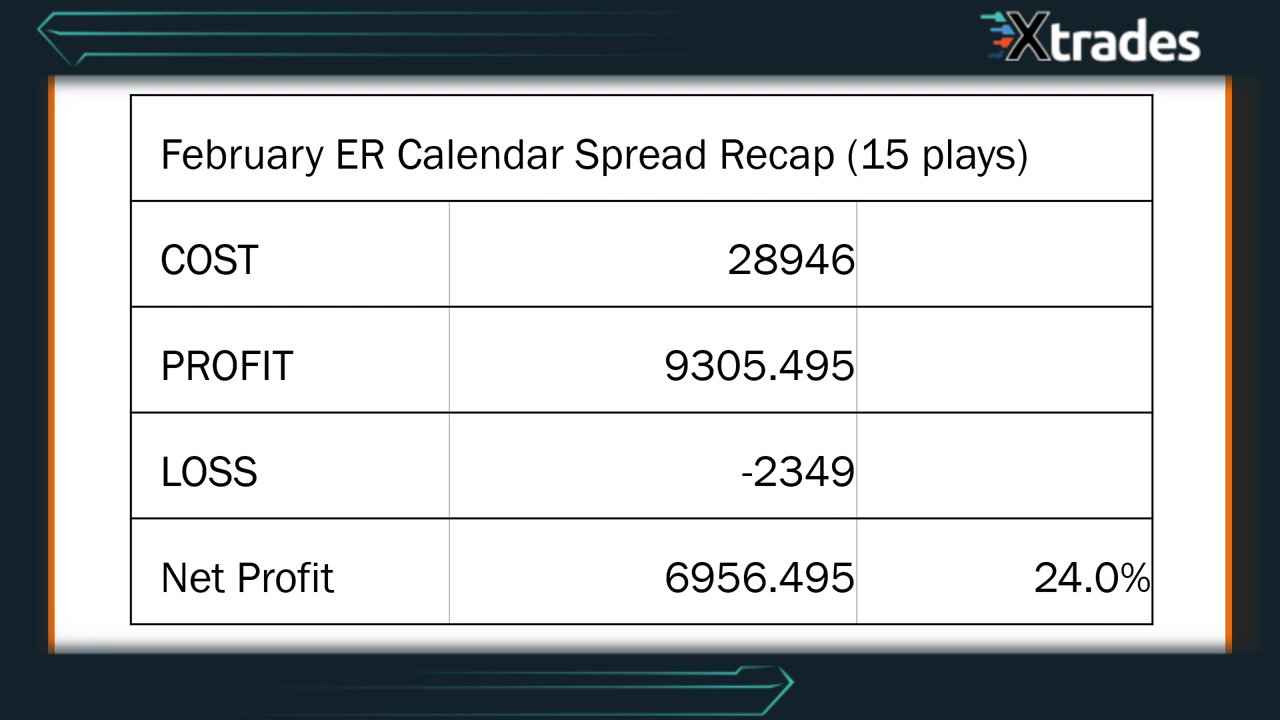 Xtrades
February ER Calendar Spread Recap (15 plays)
COST 28946
PROFIT 9305.495
LOSS -2349
Net Profit 6956.495 24.0%